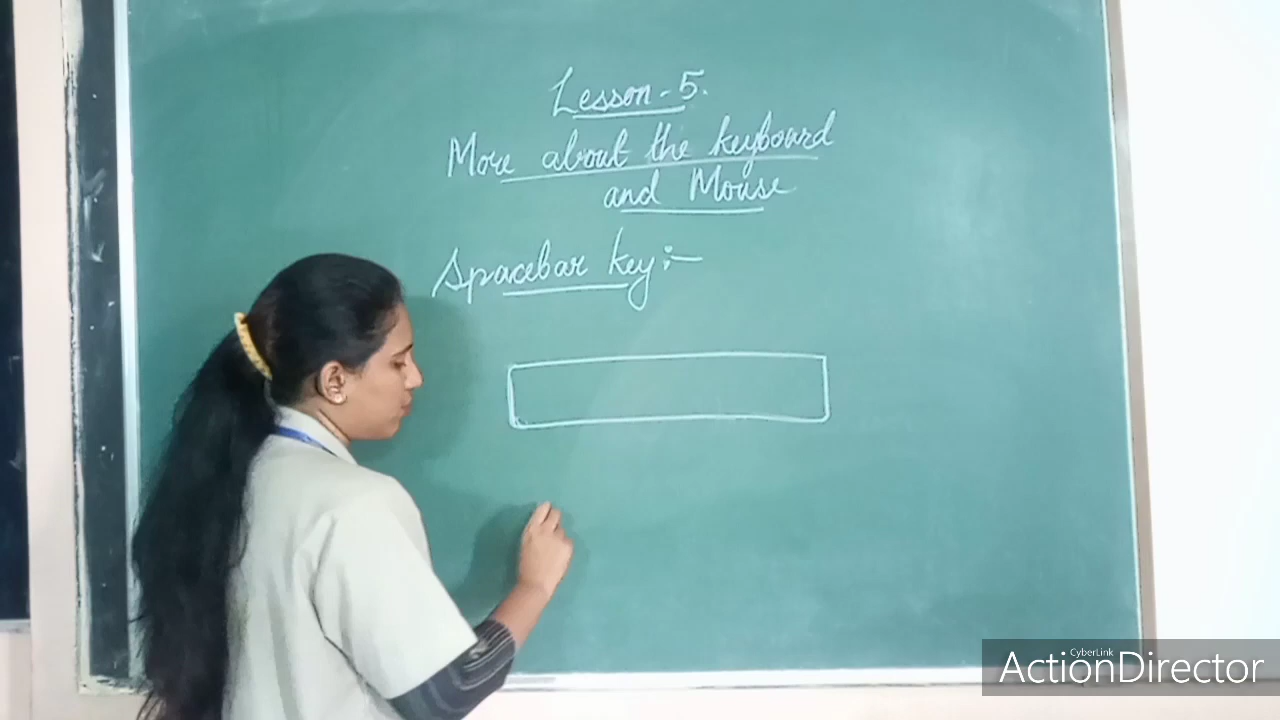 Lesson - 5.
More about the keyboard
and Mouse
Spacebar key:-
CyberLink
ActionDirector